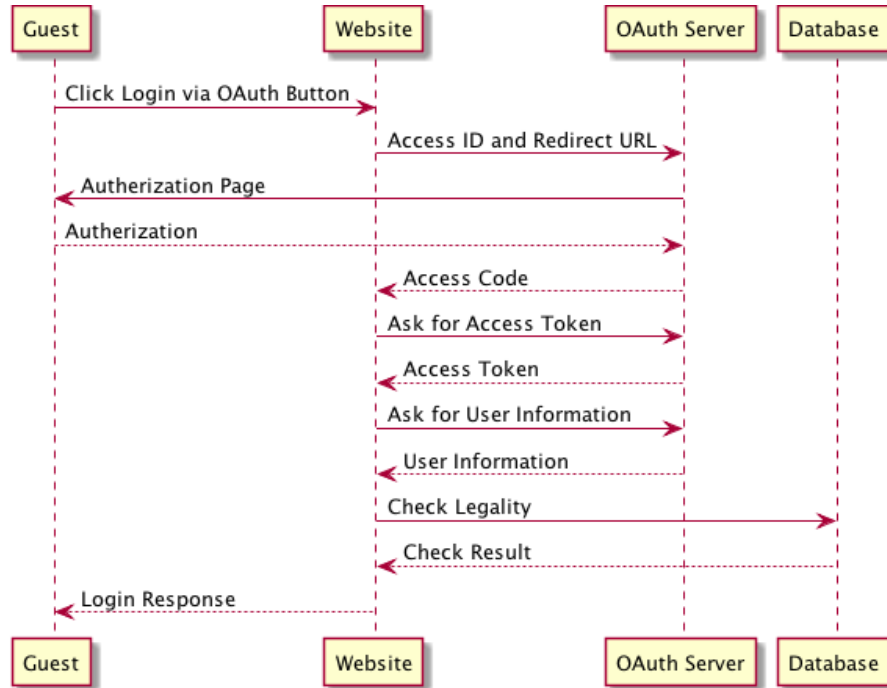 Guest
Website
OAuth Server
Database
Click Login via OAuth Button
Access ID and Redirect URL
Autherization Page
Autherization
Access Code
Ask for Access Token
Access Token
Ask for User Information
User Information
Check Legality
Check Result
Login Response
Guest
Website
OAuth Server
Database